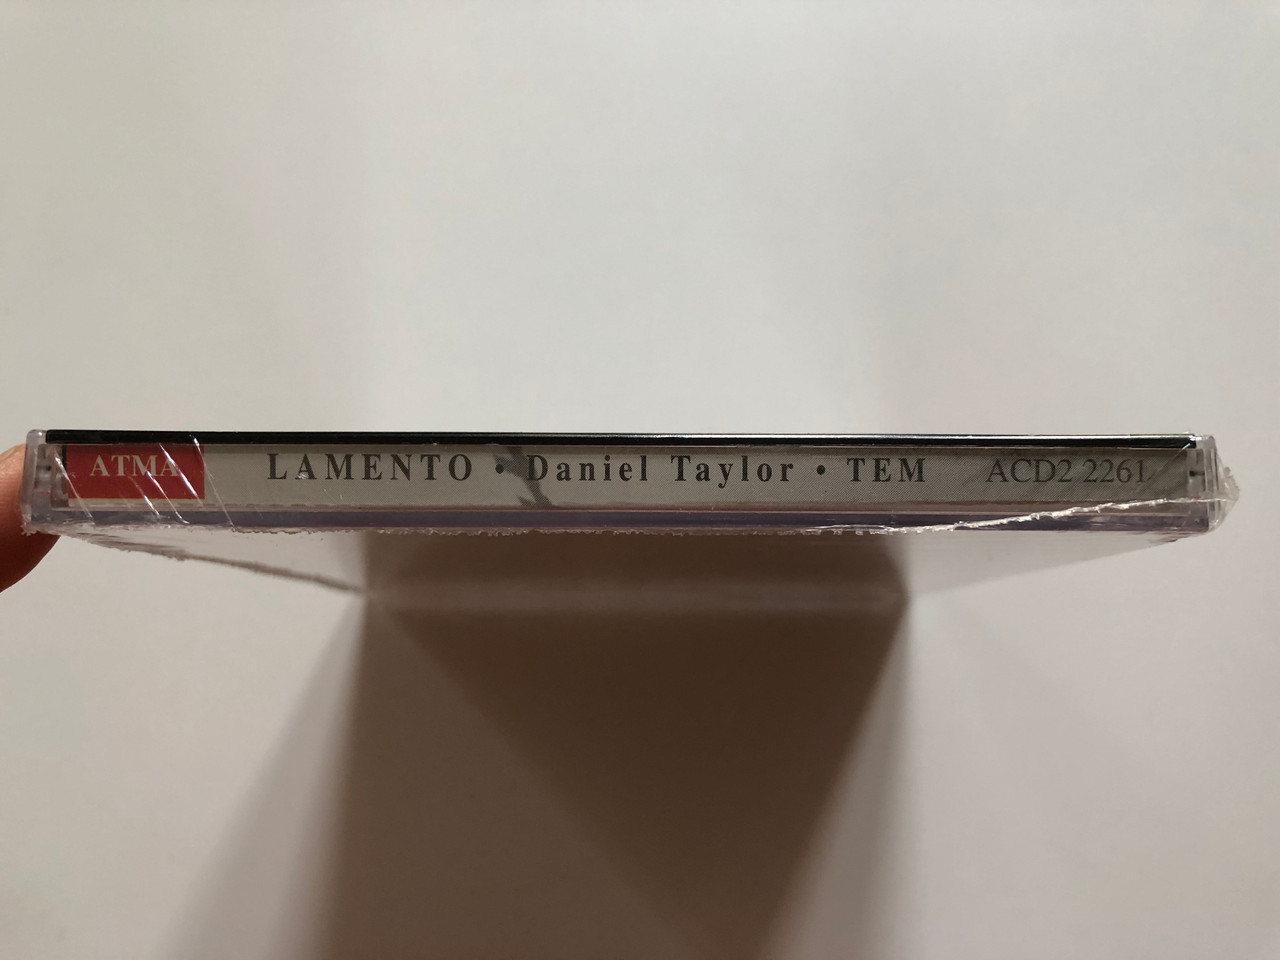 ATMA LAMENTO • Daniel Taylor • TEM ACD2 2261